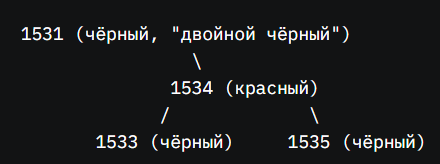 1531 (чёрный, "двойной чёрный")
\
1534 (красный)
/ \
1533 (чёрный) 1535 (чёрный)